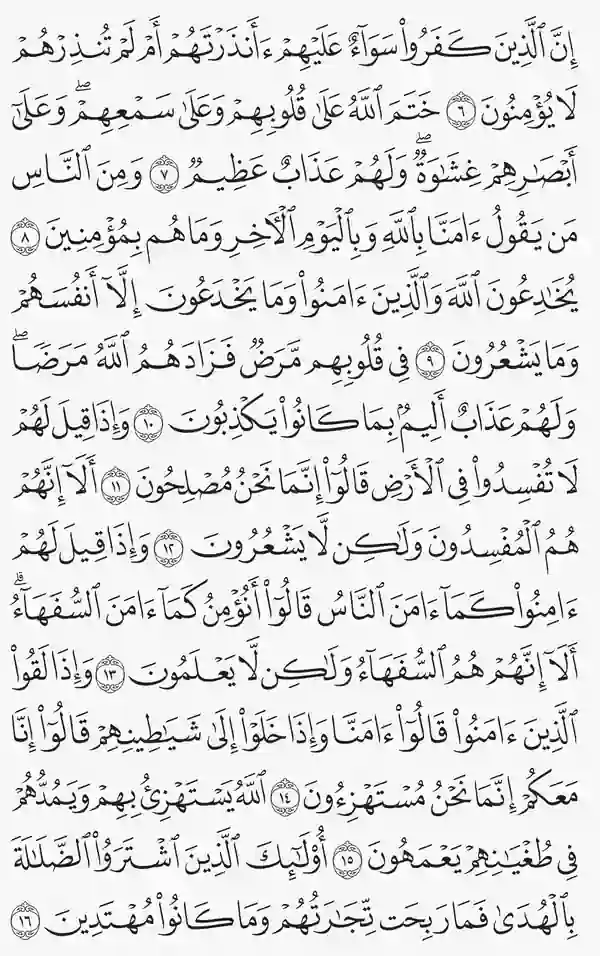 إِنَّ ٱلَّذِينَ كَفَرُوا۟ سَوَآءٌ عَلَيْهِمْ ءَأَنذَرْتَهُمْ أَمْ لَمْ تُنذِرْهُمْ
لَا يُؤْمِنُونَ ٦ خَتَمَ ٱللَّهُ عَلَىٰ قُلُوبِهِمْ وَعَلَىٰ سَمْعِهِمْ ۖ وَعَلَىٰٓ
أَبْصَٰرِهِمْ غِشَٰوَةٌ ۖ وَلَهُمْ عَذَابٌ عَظِيمٌ ٧ وَمِنَ ٱلنَّاسِ
مَن يَقُولُ ءَامَنَّا بِٱللَّهِ وَبِٱلْيَوْمِ ٱلْءَاخِرِ وَمَا هُم بِمُؤْمِنِينَ ٨
يُخَٰدِعُونَ ٱللَّهَ وَٱلَّذِينَ ءَامَنُوا۟ وَمَا يَخْدَعُونَ إِلَّآ أَنفُسَهُمْ
وَمَا يَشْعُرُونَ ٩ فِى قُلُوبِهِم مَّرَضٌ فَزَادَهُمُ ٱللَّهُ مَرَضًا ۖ
وَلَهُمْ عَذَابٌ أَلِيمٌۢ بِمَا كَانُوا۟ يَكْذِبُونَ ١٠ وَإِذَا قِيلَ لَهُمْ
لَا تُفْسِدُوا۟ فِى ٱلْأَرْضِ قَالُوٓا۟ إِنَّمَا نَحْنُ مُصْلِحُونَ ١١ أَلَآ إِنَّهُمْ
هُمُ ٱلْمُفْسِدُونَ وَلَٰكِن لَّا يَشْعُرُونَ ١٢ وَإِذَا قِيلَ لَهُمْ
ءَامِنُوا۟ كَمَآ ءَامَنَ ٱلنَّاسُ قَالُوٓا۟ أَنُؤْمِنُ كَمَآ ءَامَنَ ٱلسُّفَهَآءُ ۗ
أَلَآ إِنَّهُمْ هُمُ ٱلسُّفَهَآءُ وَلَٰكِن لَّا يَعْلَمُونَ ١٣ وَإِذَا لَقُوا۟
ٱلَّذِينَ ءَامَنُوا۟ قَالُوٓا۟ ءَامَنَّا وَإِذَا خَلَوْا۟ إِلَىٰ شَيَٰطِينِهِمْ قَالُوٓا۟ إِنَّا
مَعَكُمْ إِنَّمَا نَحْنُ مُسْتَهْزِءُونَ ١٤ ٱللَّهُ يَسْتَهْزِئُ بِهِمْ وَيَمُدُّهُمْ
فِى طُغْيَٰنِهِمْ يَعْمَهُونَ ١٥ أُو۟لَٰٓئِكَ ٱلَّذِينَ ٱشْتَرَوُا۟ ٱلضَّلَٰلَةَ
بِٱلْهُدَىٰ فَمَا رَبِحَت تِّجَٰرَتُهُمْ وَمَا كَانُوا۟ مُهْتَدِينَ ١٦